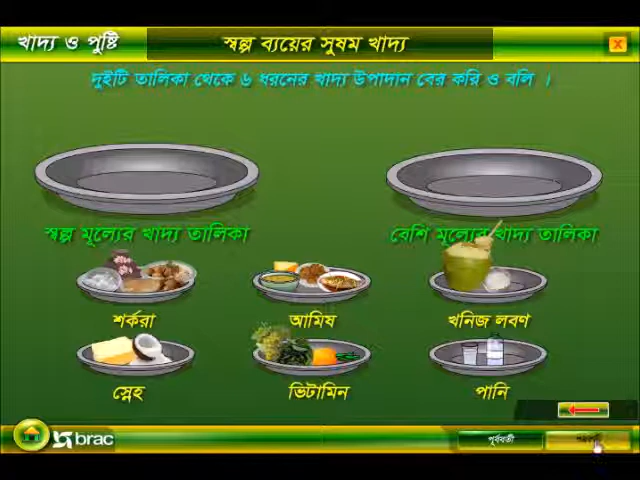 খাদ্য ও পুষ্টি
স্বল্প ব্যয়ের সুষম খাদ্য
দুইটি তালিকা থেকে ৬ ধরনের খাদ্য উপাদান বের করি ও বলি ।
স্বল্প মূল্যের খাদ্য তালিকা
বেশি মূল্যের খাদ্য তালিকা
শর্করা
আমিষ
খনিজ লবণ
স্নেহ
ভিটামিন
পানি
brac
পূর্ববর্তী